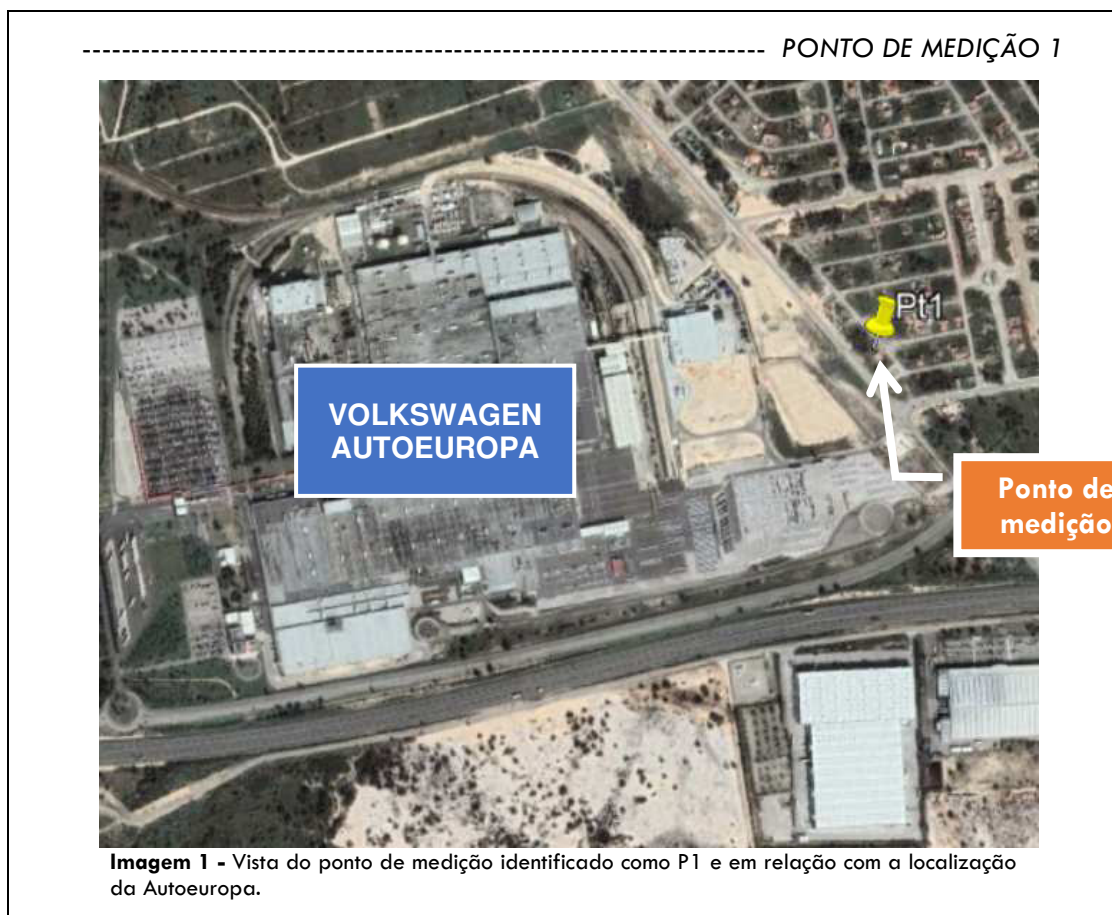 ----------------------------------------------------------------------- PONTO DE MEDIÇÃO 1
Pt1
VOLKSWAGEN
AUTOEUROPA
Ponto de
medição
Imagem 1 - Vista do ponto de medição identificado como P1 e em relação com a localização
da Autoeuropa.